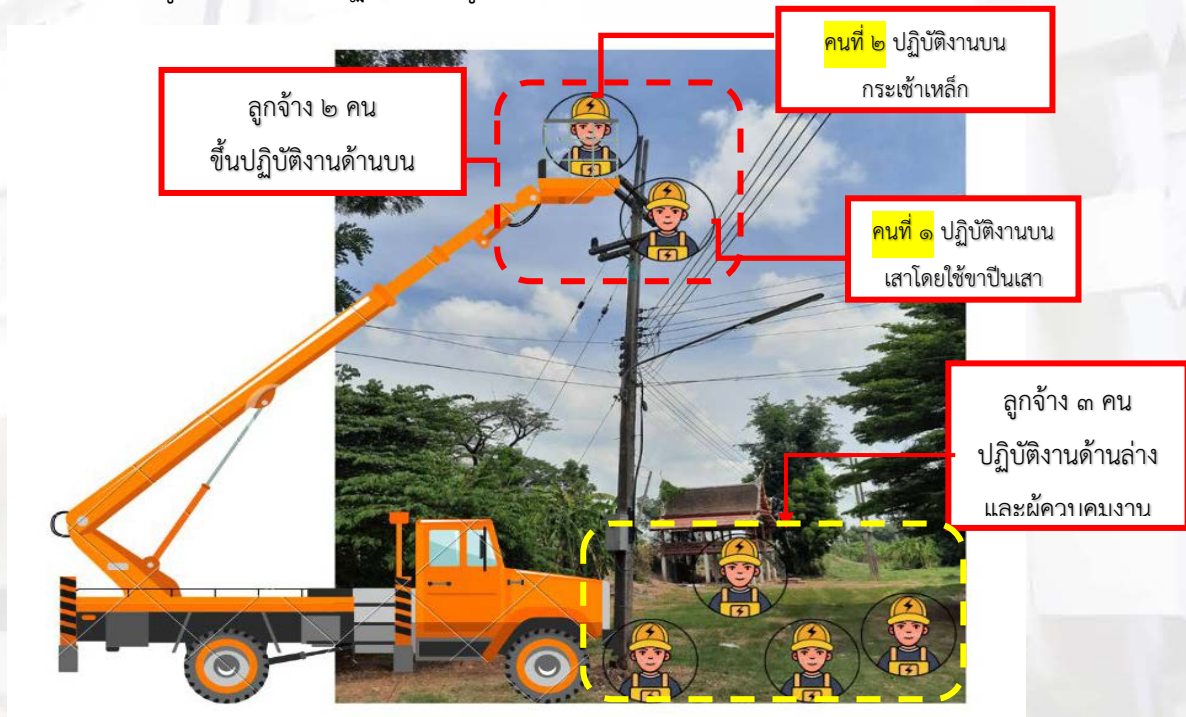 คนที่ ๒ ปฏิบัติงานบน
กระเช้าเหล็ก
ลูกจ้าง ๒ คน
ขึ้นปฏิบัติงานด้านบน
คนที่ ๑ ปฏิบัติงานบน
เสาโดยใช้ขาปีนเสา
ลูกจ้าง ๓ คน
ปฏิบัติงานด้านล่าง
และผู้ควบคุมงาน